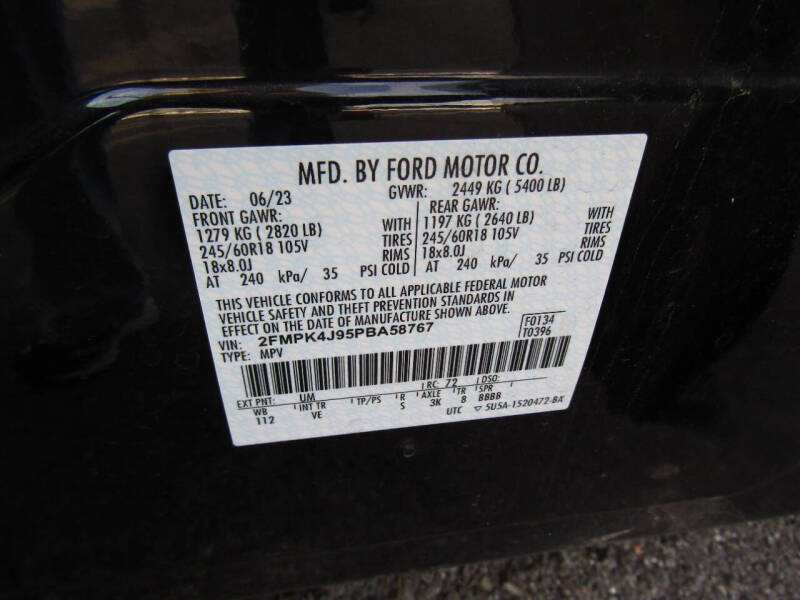 MFD. BY FORD MOTOR CO.
DATE: 06/23 GVWR: 2449 KG ( 5400 LB)
FRONT GAWR: REAR GAWR:
1279 KG ( 2820 LB) WITH 1197 KG ( 2640 LB) WITH
245/60R18 105V TIRES 245/60R18 105V TIRES
18x8.0J RIMS 18x8.0J RIMS
AT 240 kPa/ 35 PSI COLD AT 240 kPa/ 35 PSI COLD
THIS VEHICLE CONFORMS TO ALL APPLICABLE FEDERAL MOTOR
VEHICLE SAFETY AND THEFT PREVENTION STANDARDS IN
EFFECT ON THE DATE OF MANUFACTURE SHOWN ABOVE.
VIN: 2FMPK4J95PBA58767 F0134
TYPE: MPV T0396
EXT PNT: UM RC: 72 DSO:
WB INT TR TP/PS R AXLE TR SPR
112 VE S 3K 8 BBBB
UTC ▽ 5U5A-1520472-BA